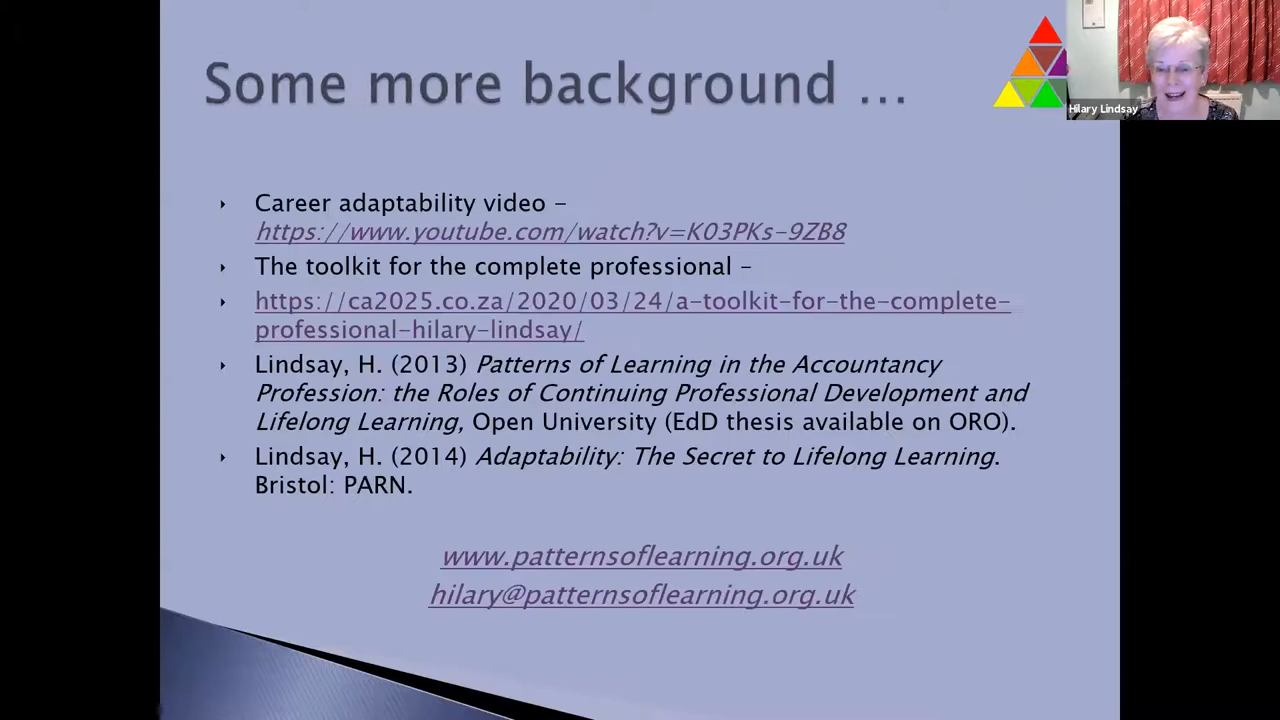 Some more background ...
Hilary Lindsay
Career adaptability video –
https://www.youtube.com/watch?v=K03PKs-9ZB8
The toolkit for the complete professional –
https://ca2025.co.za/2020/03/24/a-toolkit-for-the-complete-
professional-hilary-lindsay/
Lindsay, H. (2013) Patterns of Learning in the Accountancy
Profession: the Roles of Continuing Professional Development and
Lifelong Learning, Open University (EdD thesis available on ORO).
Lindsay, H. (2014) Adaptability: The Secret to Lifelong Learning.
Bristol: PARN.
www.patternsoflearning.org.uk
hilary@patternsoflearning.org.uk